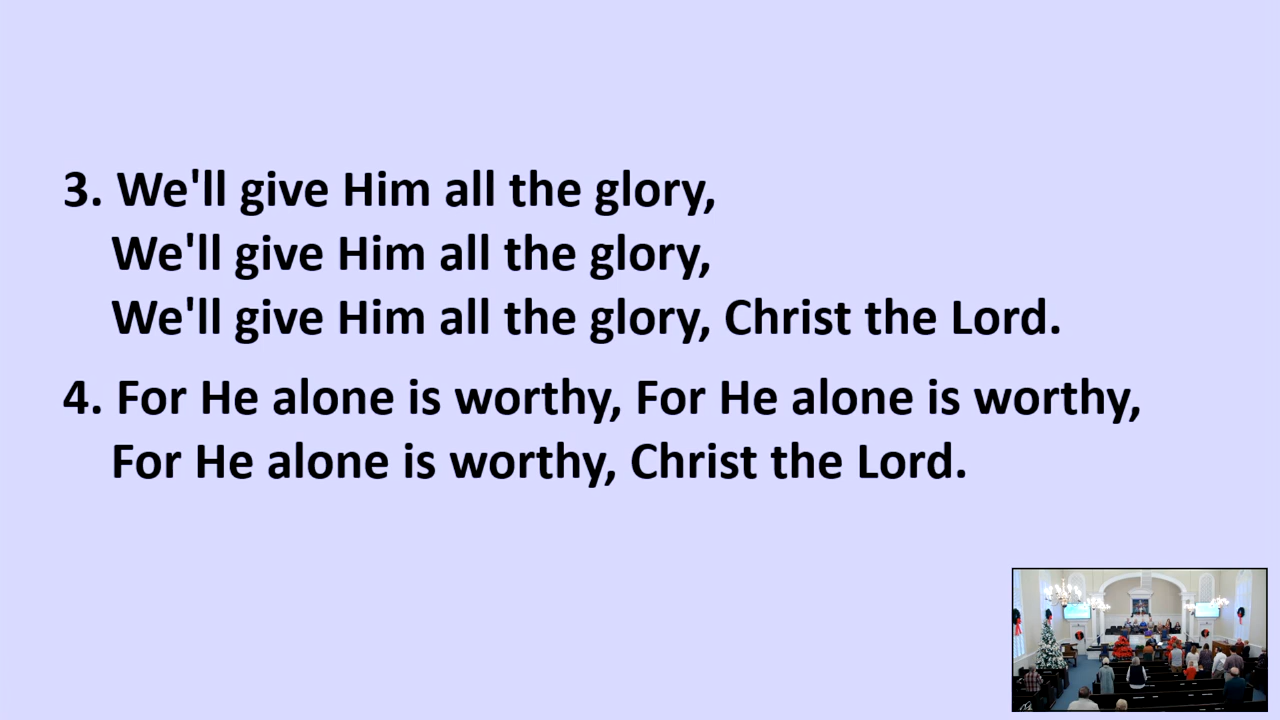 3. We'll give Him all the glory,
We'll give Him all the glory,
We'll give Him all the glory, Christ the Lord.
4. For He alone is worthy, For He alone is worthy,
For He alone is worthy, Christ the Lord.